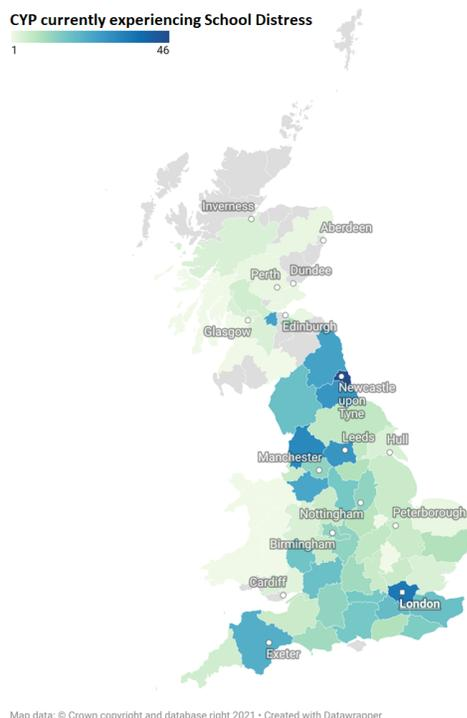 CYP currently experiencing School Distress
1 46
Inverness
Aberdeen
Perth
Dundee
Glasgow
Edinburgh
Newcastle
upon
Tyne
Leeds
Hull
Manchester
Nottingham
Peterborough
Birmingham
Cardiff
London
Exeter
Map data: © Crown copyright and database right 2021 • Created with Datawrapper